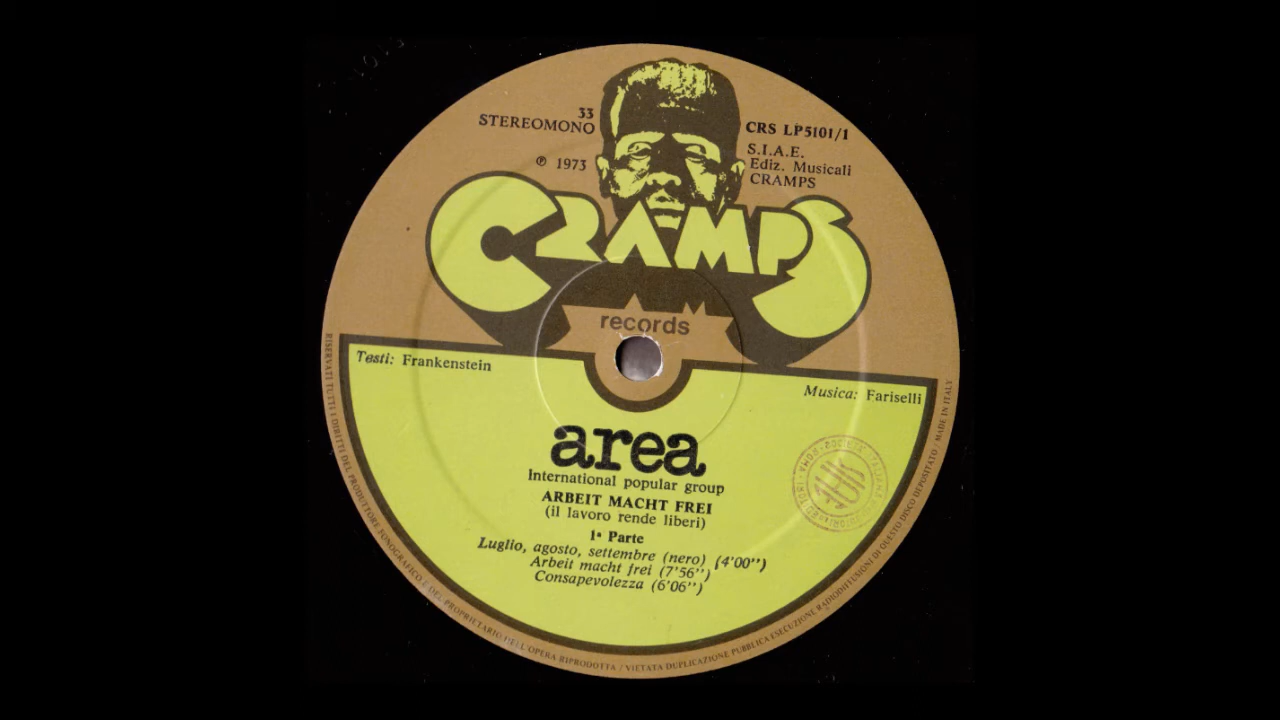 33
STEREOMONO
℗ 1973
CRS LP5101/1
S.I.A.E.
Ediz. Musicali
CRAMPS
CRAMPS
records
Testi: Frankenstein
Musica: Fariselli
area
International popular group
ARBEIT MACHT FREI
(il lavoro rende liberi)
1ª Parte
Luglio, agosto, settembre (nero) (4'00'')
Arbeit macht frei (7'56'')
Consapevolezza (6'06'')
RISERVATI TUTTI I DIRITTI DEL PRODUTTORE FONOGRAFICO E DEL PROPRIETARIO DELL'OPERA RIPRODOTTA / VIETATA DUPLICAZIONE PUBBLICA ESECUZIONE RADIODIFFUSIONI DI QUESTO DISCO DEPOSITATO / MADE IN ITALY